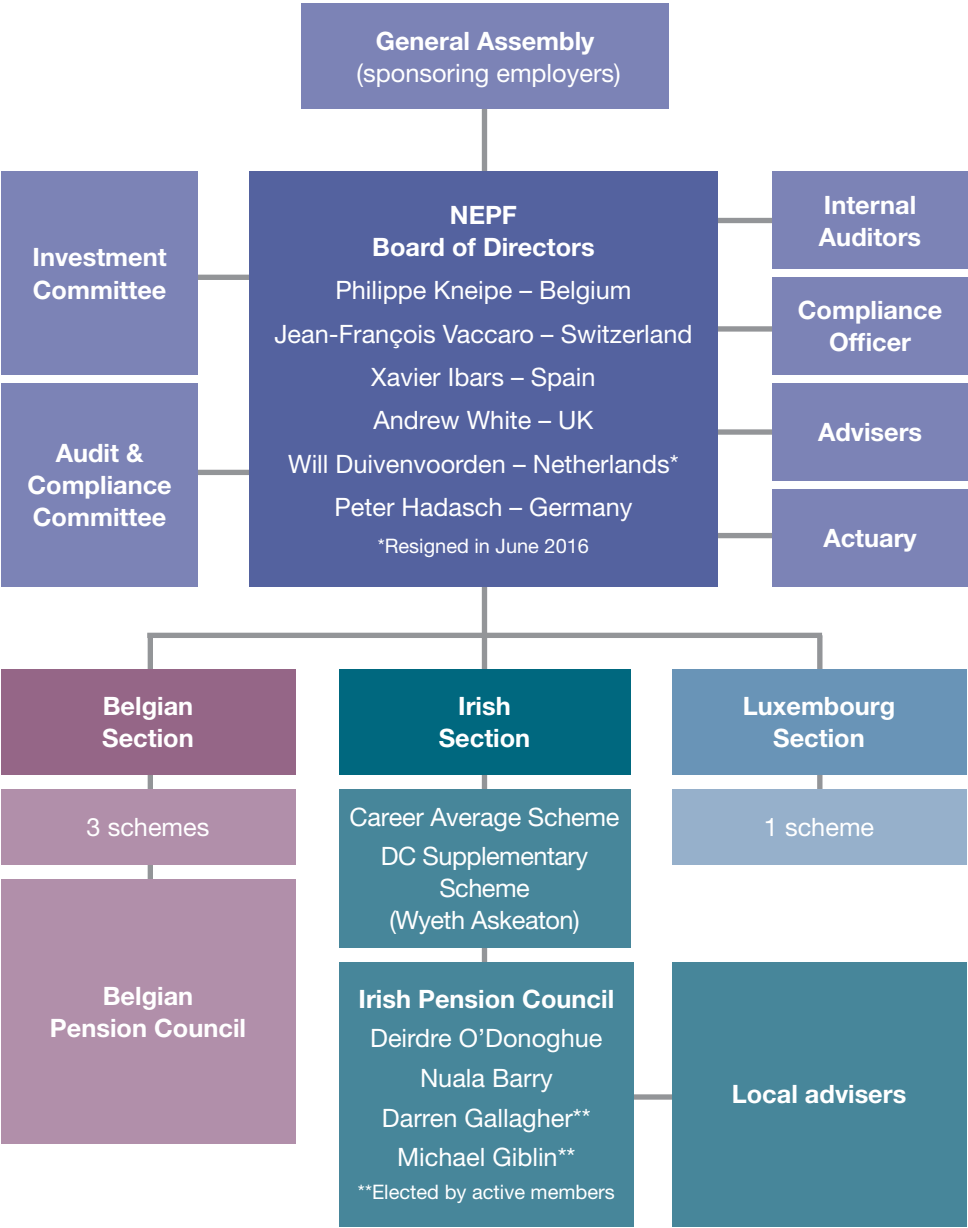 General Assembly
(sponsoring employers)
Investment
Committee
Audit &
Compliance
Committee
NEPF
Board of Directors
Philippe Kneipe – Belgium
Jean-François Vaccaro – Switzerland
Xavier Ibars – Spain
Andrew White – UK
Will Duivenvoorden – Netherlands*
Peter Hadasch – Germany
*Resigned in June 2016
Internal
Auditors
Compliance
Officer
Advisers
Actuary
Belgian
Section
3 schemes
Belgian
Pension Council
Irish
Section
Career Average Scheme
DC Supplementary
Scheme
(Wyeth Askeaton)
Irish Pension Council
Deirdre O’Donoghue
Nuala Barry
Darren Gallagher**
Michael Giblin**
**Elected by active members
Luxembourg
Section
1 scheme
Local advisers